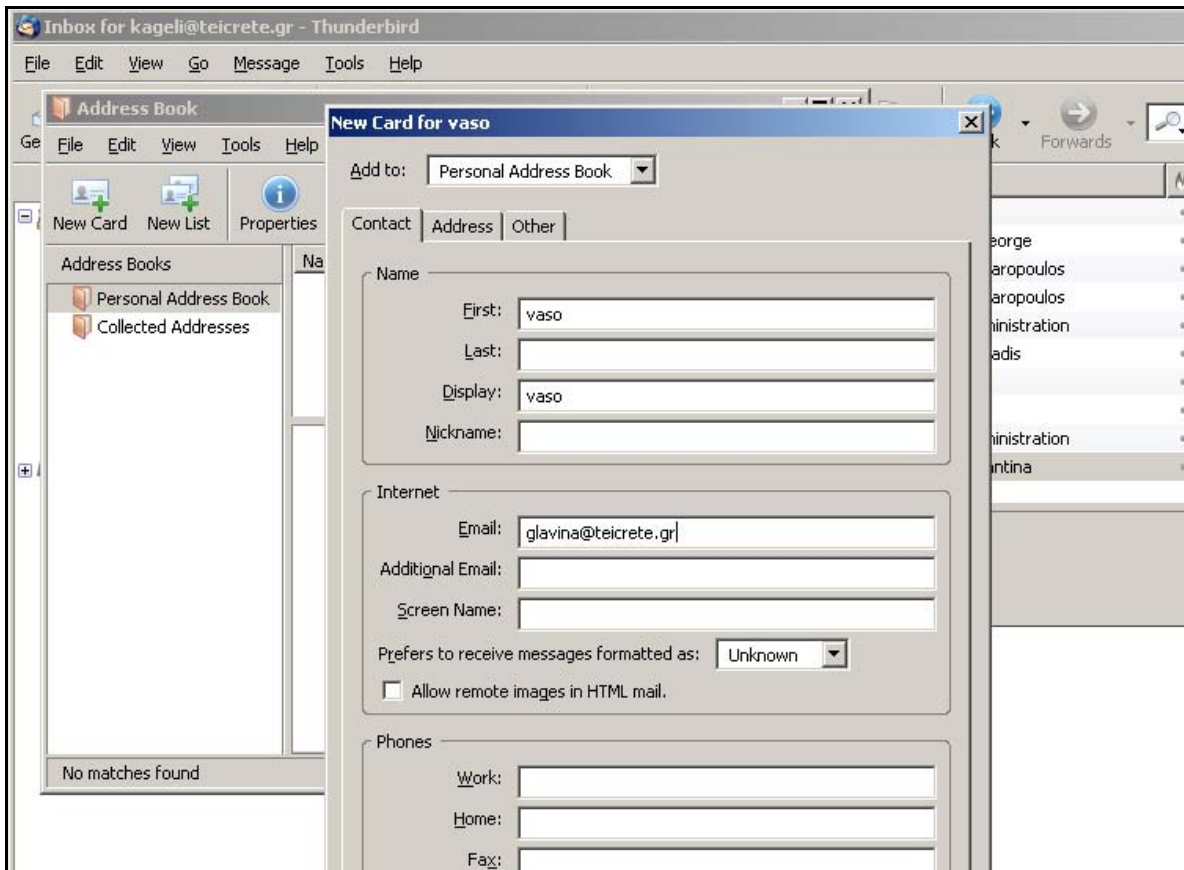 Inbox for kageli@teicrete.gr - Thunderbird
File Edit View Go Message Tools Help
Address Book
File Edit View Tools Help
New Card New List Properties
Forwards
Address Books
Personal Address Book
Collected Addresses
No matches found
New Card for vaso
Add to: Personal Address Book
Contact Address Other
Name
First: vaso
Last:
Display: vaso
Nickname:
Internet
Email: glavina@teicrete.gr
Additional Email:
Screen Name:
Prefers to receive messages formatted as: Unknown
Allow remote images in HTML mail.
Phones
Work:
Home:
Fax:
eorge
aropoulos
aropoulos
ministration
adis
ministration
antina